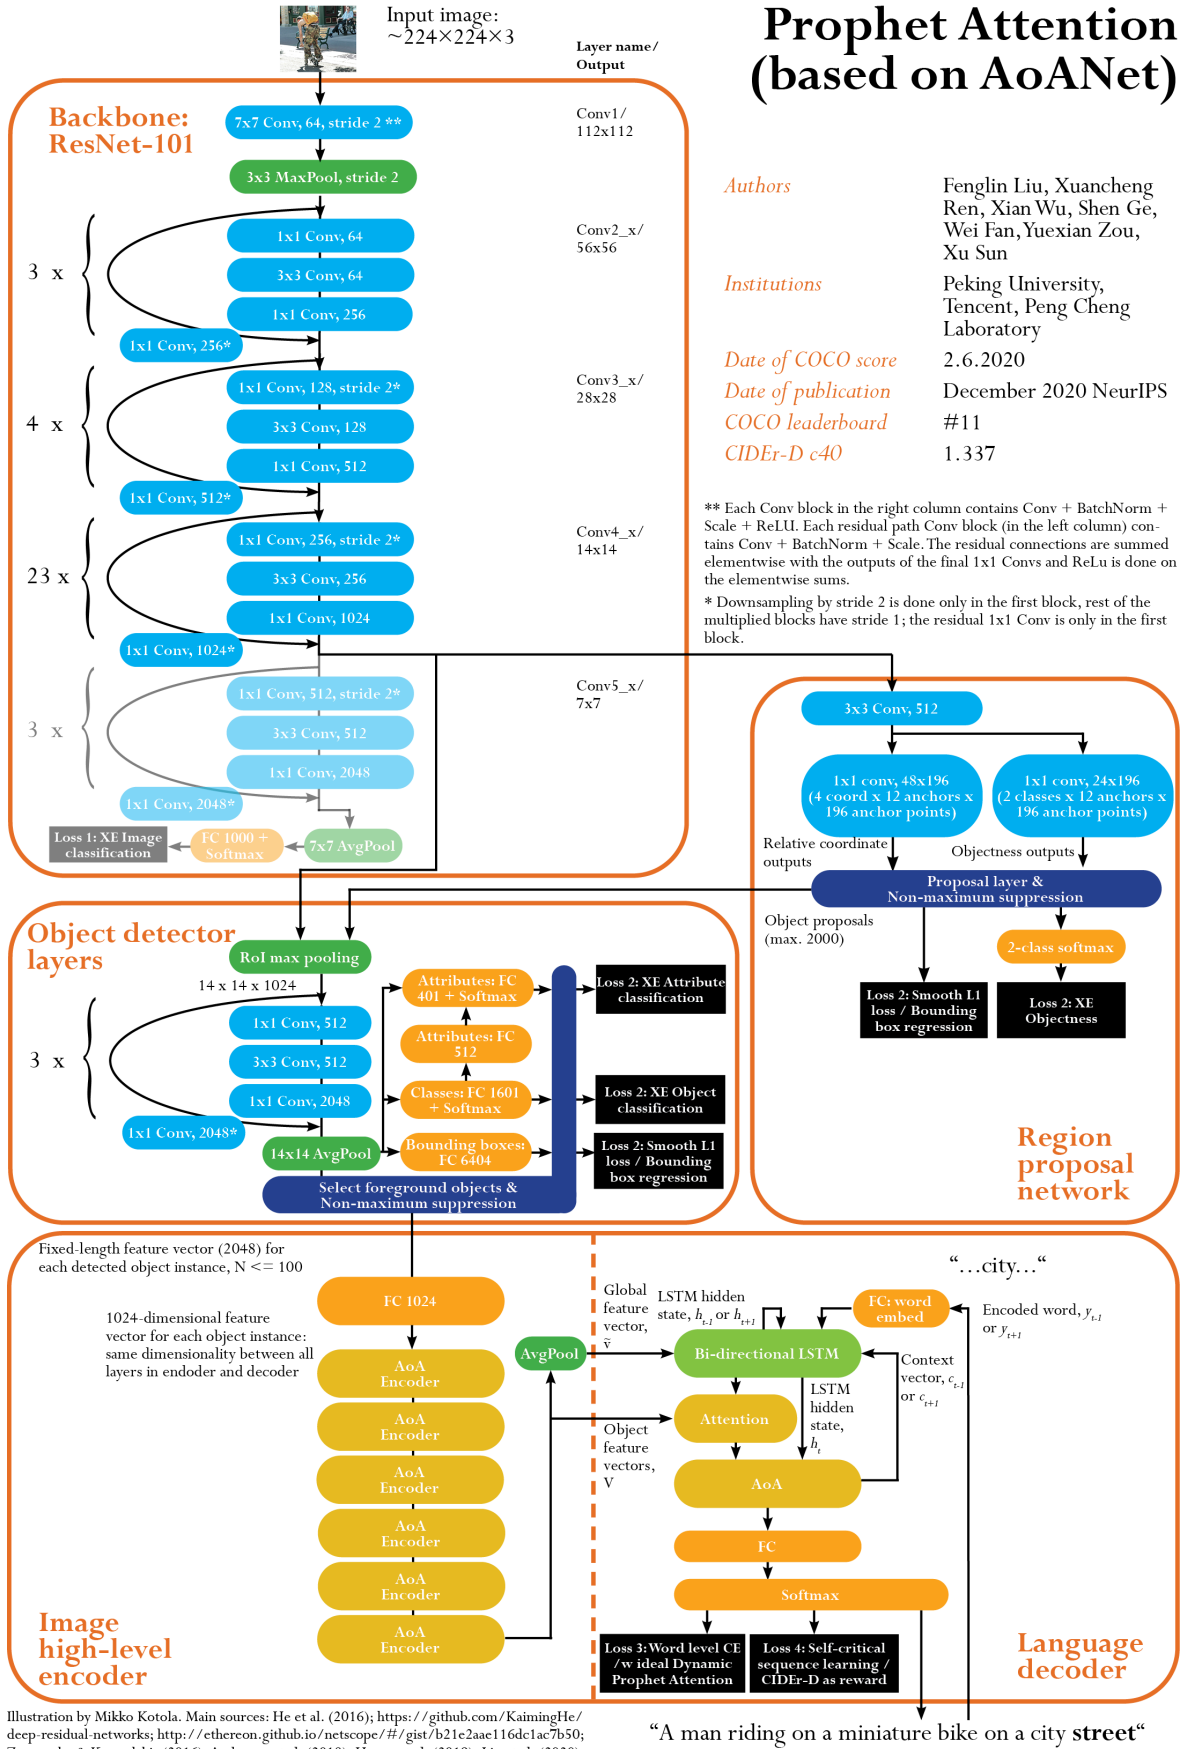 Input image:
~224×224×3
Layer name/
Output
Prophet Attention
(based on AoANet)
Backbone:
ResNet-101
7x7 Conv, 64, stride 2 **
Conv1/
112x112
3x3 MaxPool, stride 2
3 x
1x1 Conv, 64
3x3 Conv, 64
1x1 Conv, 256
1x1 Conv, 256*
Conv2_x/
56x56
4 x
1x1 Conv, 128, stride 2*
3x3 Conv, 128
1x1 Conv, 512
1x1 Conv, 512*
Conv3_x/
28x28
23 x
1x1 Conv, 256, stride 2*
3x3 Conv, 256
1x1 Conv, 1024
1x1 Conv, 1024*
Conv4_x/
14x14
3 x
1x1 Conv, 512, stride 2*
3x3 Conv, 512
1x1 Conv, 2048
1x1 Conv, 2048*
Conv5_x/
7x7
Loss 1: XE Image
classification
FC 1000 +
Softmax
7x7 AvgPool
Authors
Fenglin Liu, Xuancheng
Ren, Xian Wu, Shen Ge,
Wei Fan, Yuexian Zou,
Xu Sun
Institutions
Peking University,
Tencent, Peng Cheng
Laboratory
Date of COCO score
2.6.2020
Date of publication
December 2020 NeurIPS
COCO leaderboard
#11
CIDEr-D c40
1.337
** Each Conv block in the right column contains Conv + BatchNorm +
Scale + ReLU. Each residual path Conv block (in the left column) con-
tains Conv + BatchNorm + Scale. The residual connections are summed
elementwise with the outputs of the final 1x1 Convs and ReLu is done on
the elementwise sums.
* Downsampling by stride 2 is done only in the first block, rest of the
multiplied blocks have stride 1; the residual 1x1 Conv is only in the first
block.
3x3 Conv, 512
1x1 conv, 48x196
(4 coord x 12 anchors x
196 anchor points)
1x1 conv, 24x196
(2 classes x 12 anchors x
196 anchor points)
Relative coordinate
outputs
Objectness outputs
Proposal layer &
Non-maximum suppression
Object proposals
(max. 2000)
2-class softmax
Loss 2: Smooth L1
loss / Bounding
box regression
Loss 2: XE
Objectness
Region
proposal
network
Object detector
layers
RoI max pooling
14 x 14 x 1024
3 x
1x1 Conv, 512
3x3 Conv, 512
1x1 Conv, 2048
1x1 Conv, 2048*
14x14 AvgPool
Attributes: FC
401 + Softmax
Attributes: FC
512
Classes: FC 1601
+ Softmax
Bounding boxes:
FC 6404
Loss 2: XE Attribute
classification
Loss 2: XE Object
classification
Loss 2: Smooth L1
loss / Bounding
box regression
Select foreground objects &
Non-maximum suppression
Fixed-length feature vector (2048) for
each detected object instance, N <= 100
FC 1024
1024-dimensional feature
vector for each object instance:
same dimensionality between all
layers in endoder and decoder
AoA
Encoder
AoA
Encoder
AoA
Encoder
AoA
Encoder
AoA
Encoder
AoA
Encoder
Image
high-level
encoder
AvgPool
Global
feature
vector,
ṽ
Object
feature
vectors,
V
LSTM hidden
state, h t-1 or h t+1
"...city..."
FC: word
embed
Encoded word, y t-1
or y t+1
Bi-directional LSTM
Context
vector, c t-1
or c t+1
LSTM
hidden
state,
h t
Attention
AoA
FC
Softmax
Loss 3: Word level CE
/w ideal Dynamic
Prophet Attention
Loss 4: Self-critical
sequence learning /
CIDEr-D as reward
Language
decoder
Illustration by Mikko Kotola. Main sources: He et al. (2016); https://github.com/KaimingHe/
deep-residual-networks; http://ethereon.github.io/netscope/#/gist/b21e2aae116dc1ac7b50;
"A man riding on a miniature bike on a city street"